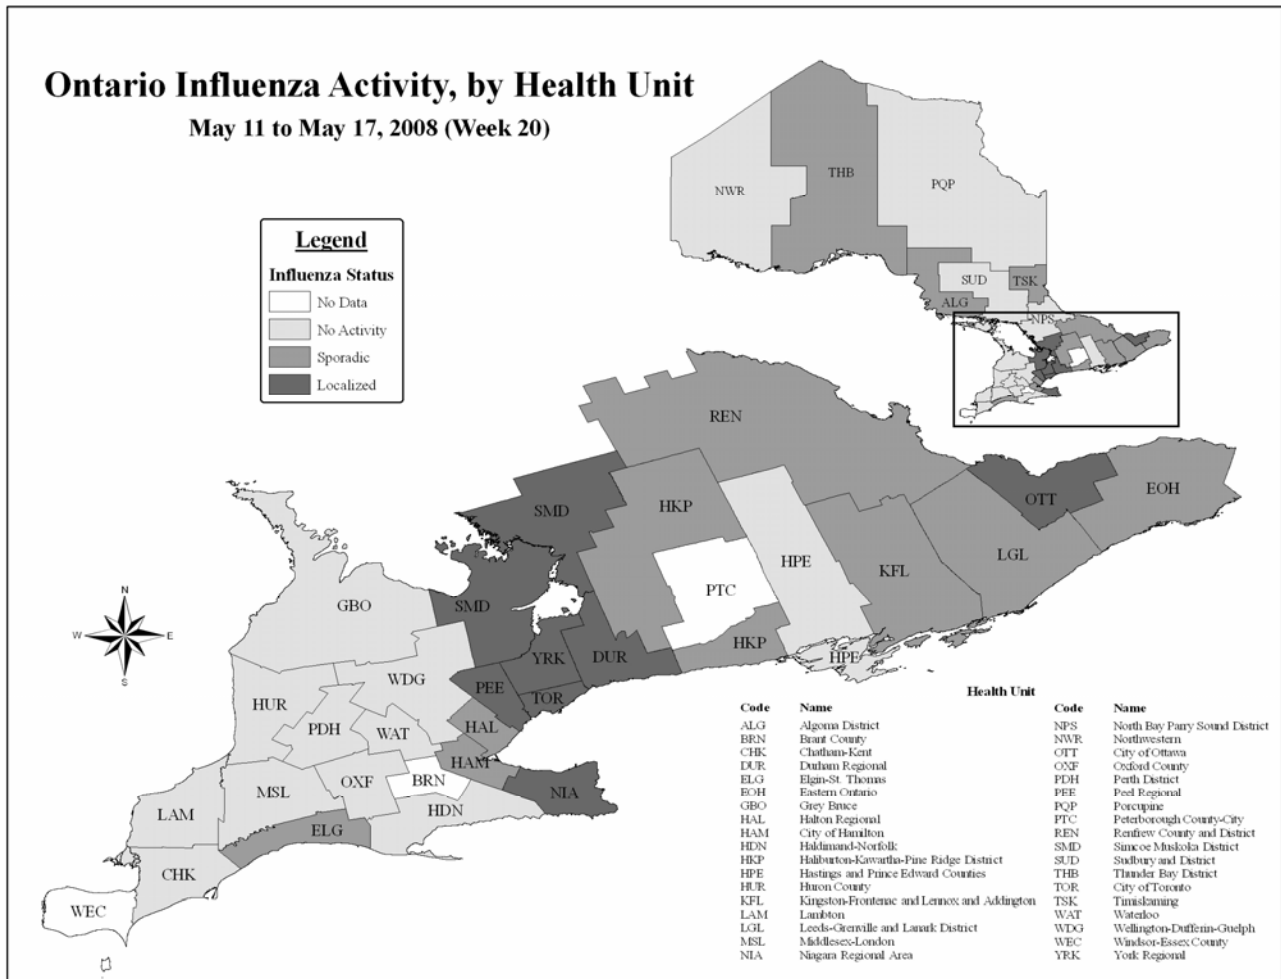 Ontario Influenza Activity, by Health Unit
May 11 to May 17, 2008 (Week 20)
Legend
Influenza Status
No Data
No Activity
Sporadic
Localized
NWR
THB
PQP
SUD
TSK
ALG
NPS
REN
SMD
HKP
OTT
EOH
HPE
LGL
KFL
PTC
GBO
SMD
HKP
HPE
YRK
DUR
WDG
PEE
TOR
HUR
PDH
WAT
HAL
HAM
OXF
BRN
NIA
MSL
HDN
LAM
ELG
CHK
WEC
N
W E
S
Health Unit
Code Name Code Name
ALG Algoma District NPS North Bay Parry Sound District
BRN Brant County NWR Northwestern
CHK Chatham-Kent OTT City of Ottawa
DUR Durham Regional OXF Oxford County
ELG Elgin-St. Thomas PDH Perth District
EOH Eastern Ontario PEE Peel Regional
GBO Grey Bruce PQP Porcupine
HAL Halton Regional PTC Peterborough County-City
HAM City of Hamilton REN Renfrew County and District
HDN Haldimand-Norfolk SMD Simcoe Muskoka District
HKP Haliburton-Kawartha-Pine Ridge District SUD Sudbury and District
HPE Hastings and Prince Edward Counties THB Thunder Bay District
HUR Huron County TOR City of Toronto
KFL Kingston-Frontenac and Lennox and Addington TSK Timiskaming
LAM Lambton WAT Waterloo
LGL Leeds-Grenville and Lanark District WDG Wellington-Dufferin-Guelph
MSL Middlesex-London WEC Windsor-Essex County
NIA Niagara Regional Area YRK York Regional